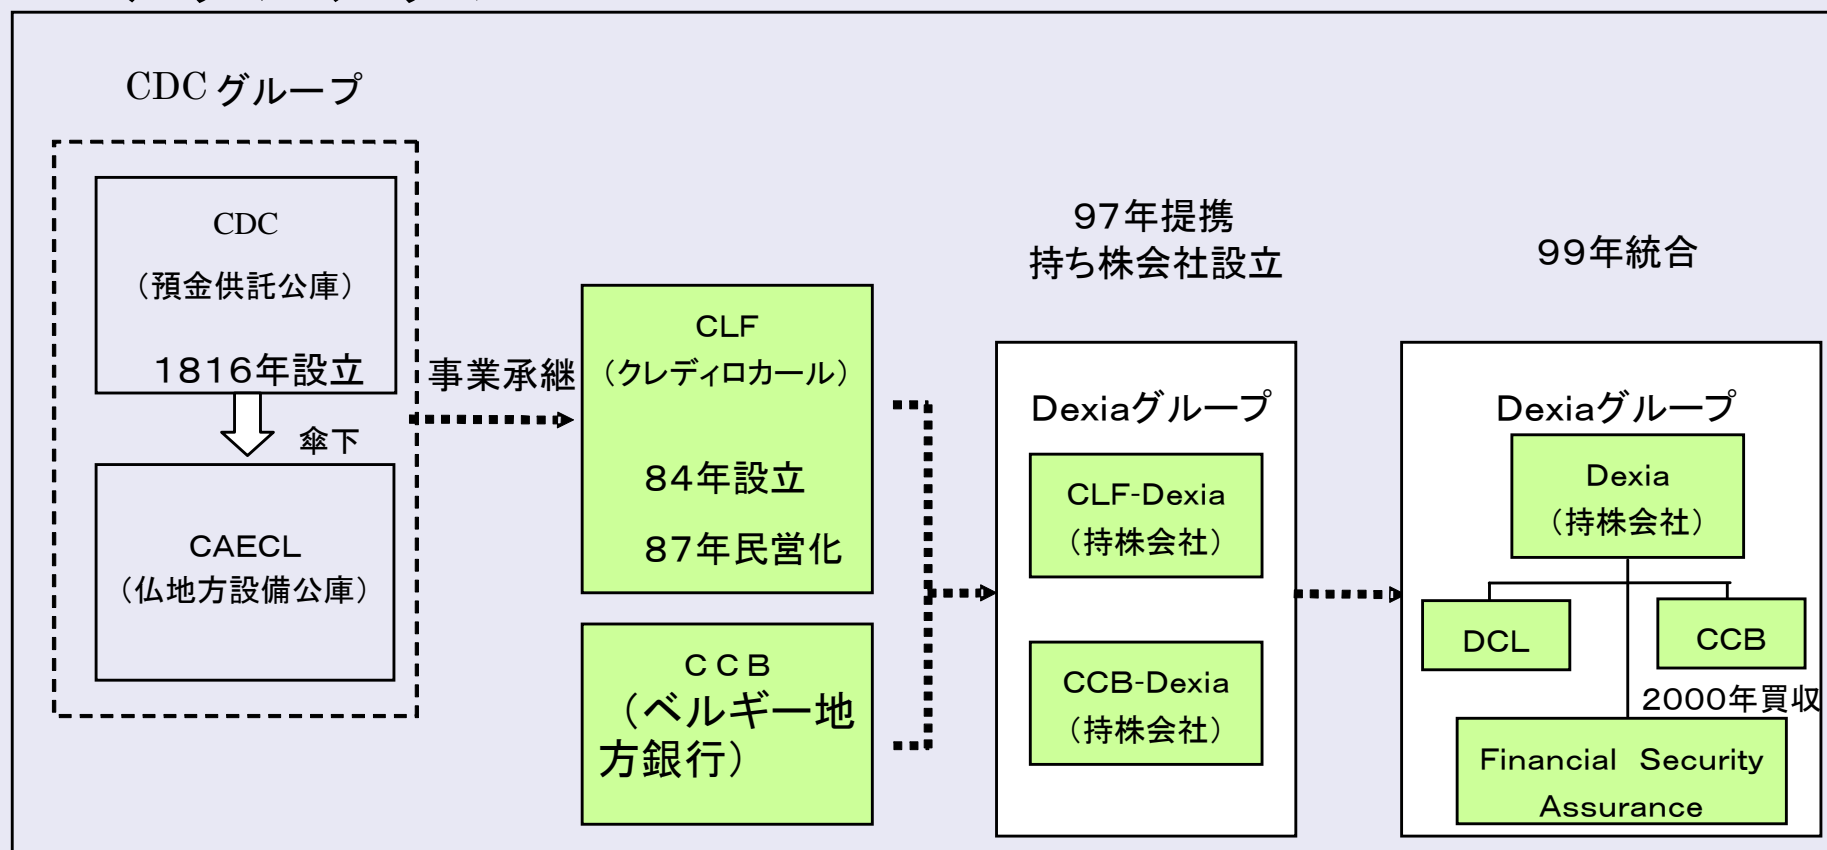 CDC グループ
CDC
（預金供託公庫）
1816年設立
傘下
CAECL
（仏地方設備公庫）
事業承継
CLF
（クレディロカール）
84年設立
87年民営化
CCB
（ベルギー地
方銀行）
97年提携
持ち株会社設立
Dexiaグループ
CLF-Dexia
（持株会社）
CCB-Dexia
（持株会社）
99年統合
Dexiaグループ
Dexia
（持株会社）
DCL
CCB
2000年買収
Financial Security
Assurance